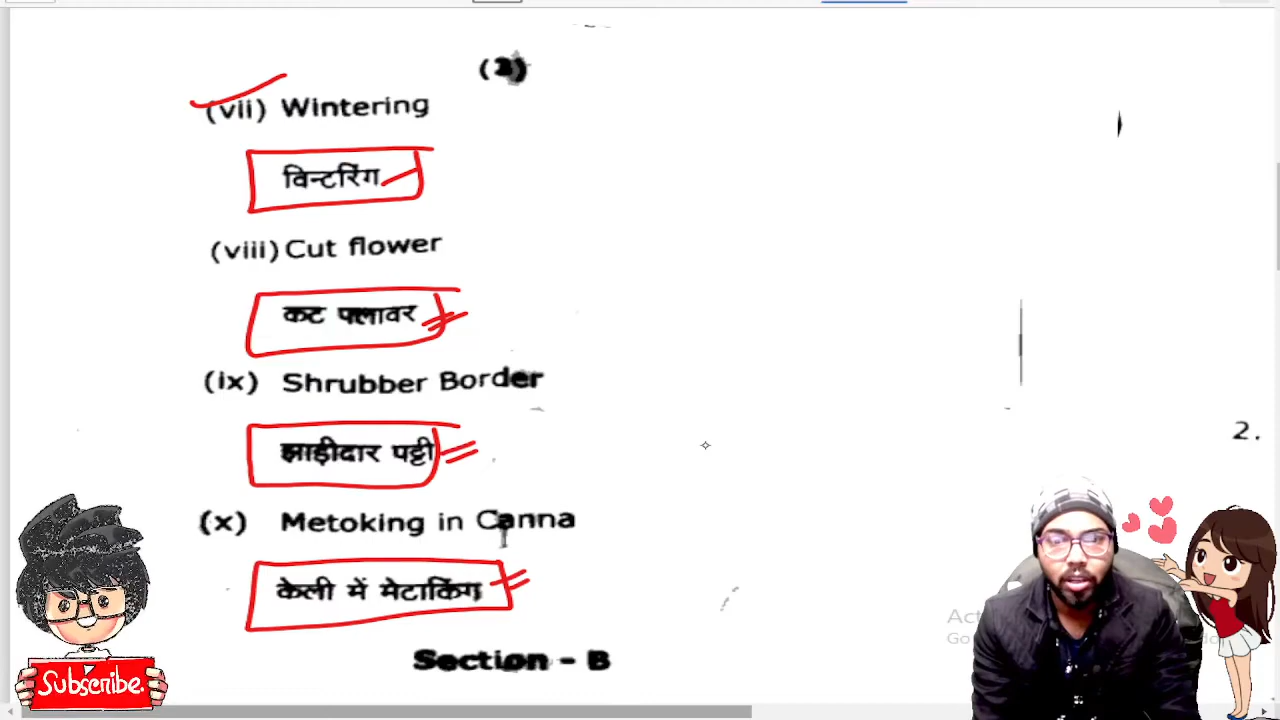 (3)
(vii) Wintering
विन्टरिंग
(viii) Cut flower
कट फ्लावर
(ix) Shrubber Border
झाड़ीदार पट्टी
(x) Metoking in Canna
केली में मेटाकिंग
Section - B
2.
Subscribe.